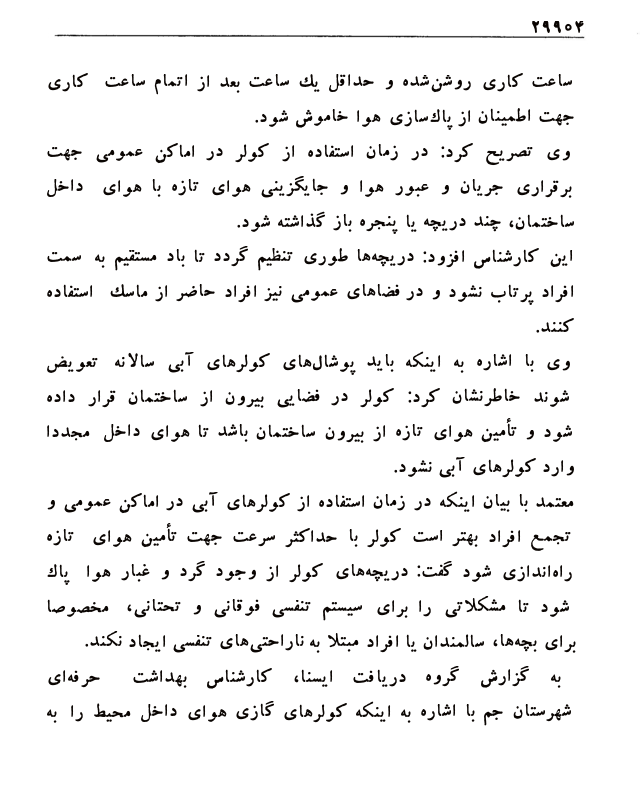 ۲۹۹۰۴
ساعت کاری روشن‌شده و حداقل یك ساعت بعد از اتمام ساعت کاری
جهت اطمینان از پاك‌سازی هوا خاموش شود.
وی تصریح کرد: در زمان استفاده از کولر در اماکن عمومی جهت
برقراری جریان و عبور هوا و جایگزینی هوای تازه با هوای داخل
ساختمان، چند دریچه یا پنجره باز گذاشته شود.
این کارشناس افزود: دریچه‌ها طوری تنظیم گردد تا باد مستقیم به سمت
افراد پرتاب نشود و در فضاهای عمومی نیز افراد حاضر از ماسك استفاده
کنند.
وی با اشاره به اینکه باید پوشال‌های کولرهای آبی سالانه تعویض
شوند خاطرنشان کرد: کولر در فضایی بیرون از ساختمان قرار داده
شود و تأمین هوای تازه از بیرون ساختمان باشد تا هوای داخل مجددا
وارد کولرهای آبی نشود.
معتمد با بیان اینکه در زمان استفاده از کولرهای آبی در اماکن عمومی و
تجمع افراد بهتر است کولر با حداکثر سرعت جهت تأمین هوای تازه
راه‌اندازی شود گفت: دریچه‌های کولر از وجود گرد و غبار هوا پاك
شود تا مشکلاتی را برای سیستم تنفسی فوقانی و تحتانی، مخصوصا
برای بچه‌ها، سالمندان یا افراد مبتلا به ناراحتی‌های تنفسی ایجاد نکند.
به گزارش گروه دریافت ایسنا، کارشناس بهداشت حرفه‌ای
شهرستان جم با اشاره به اینکه کولرهای گازی هوای داخل محیط را به